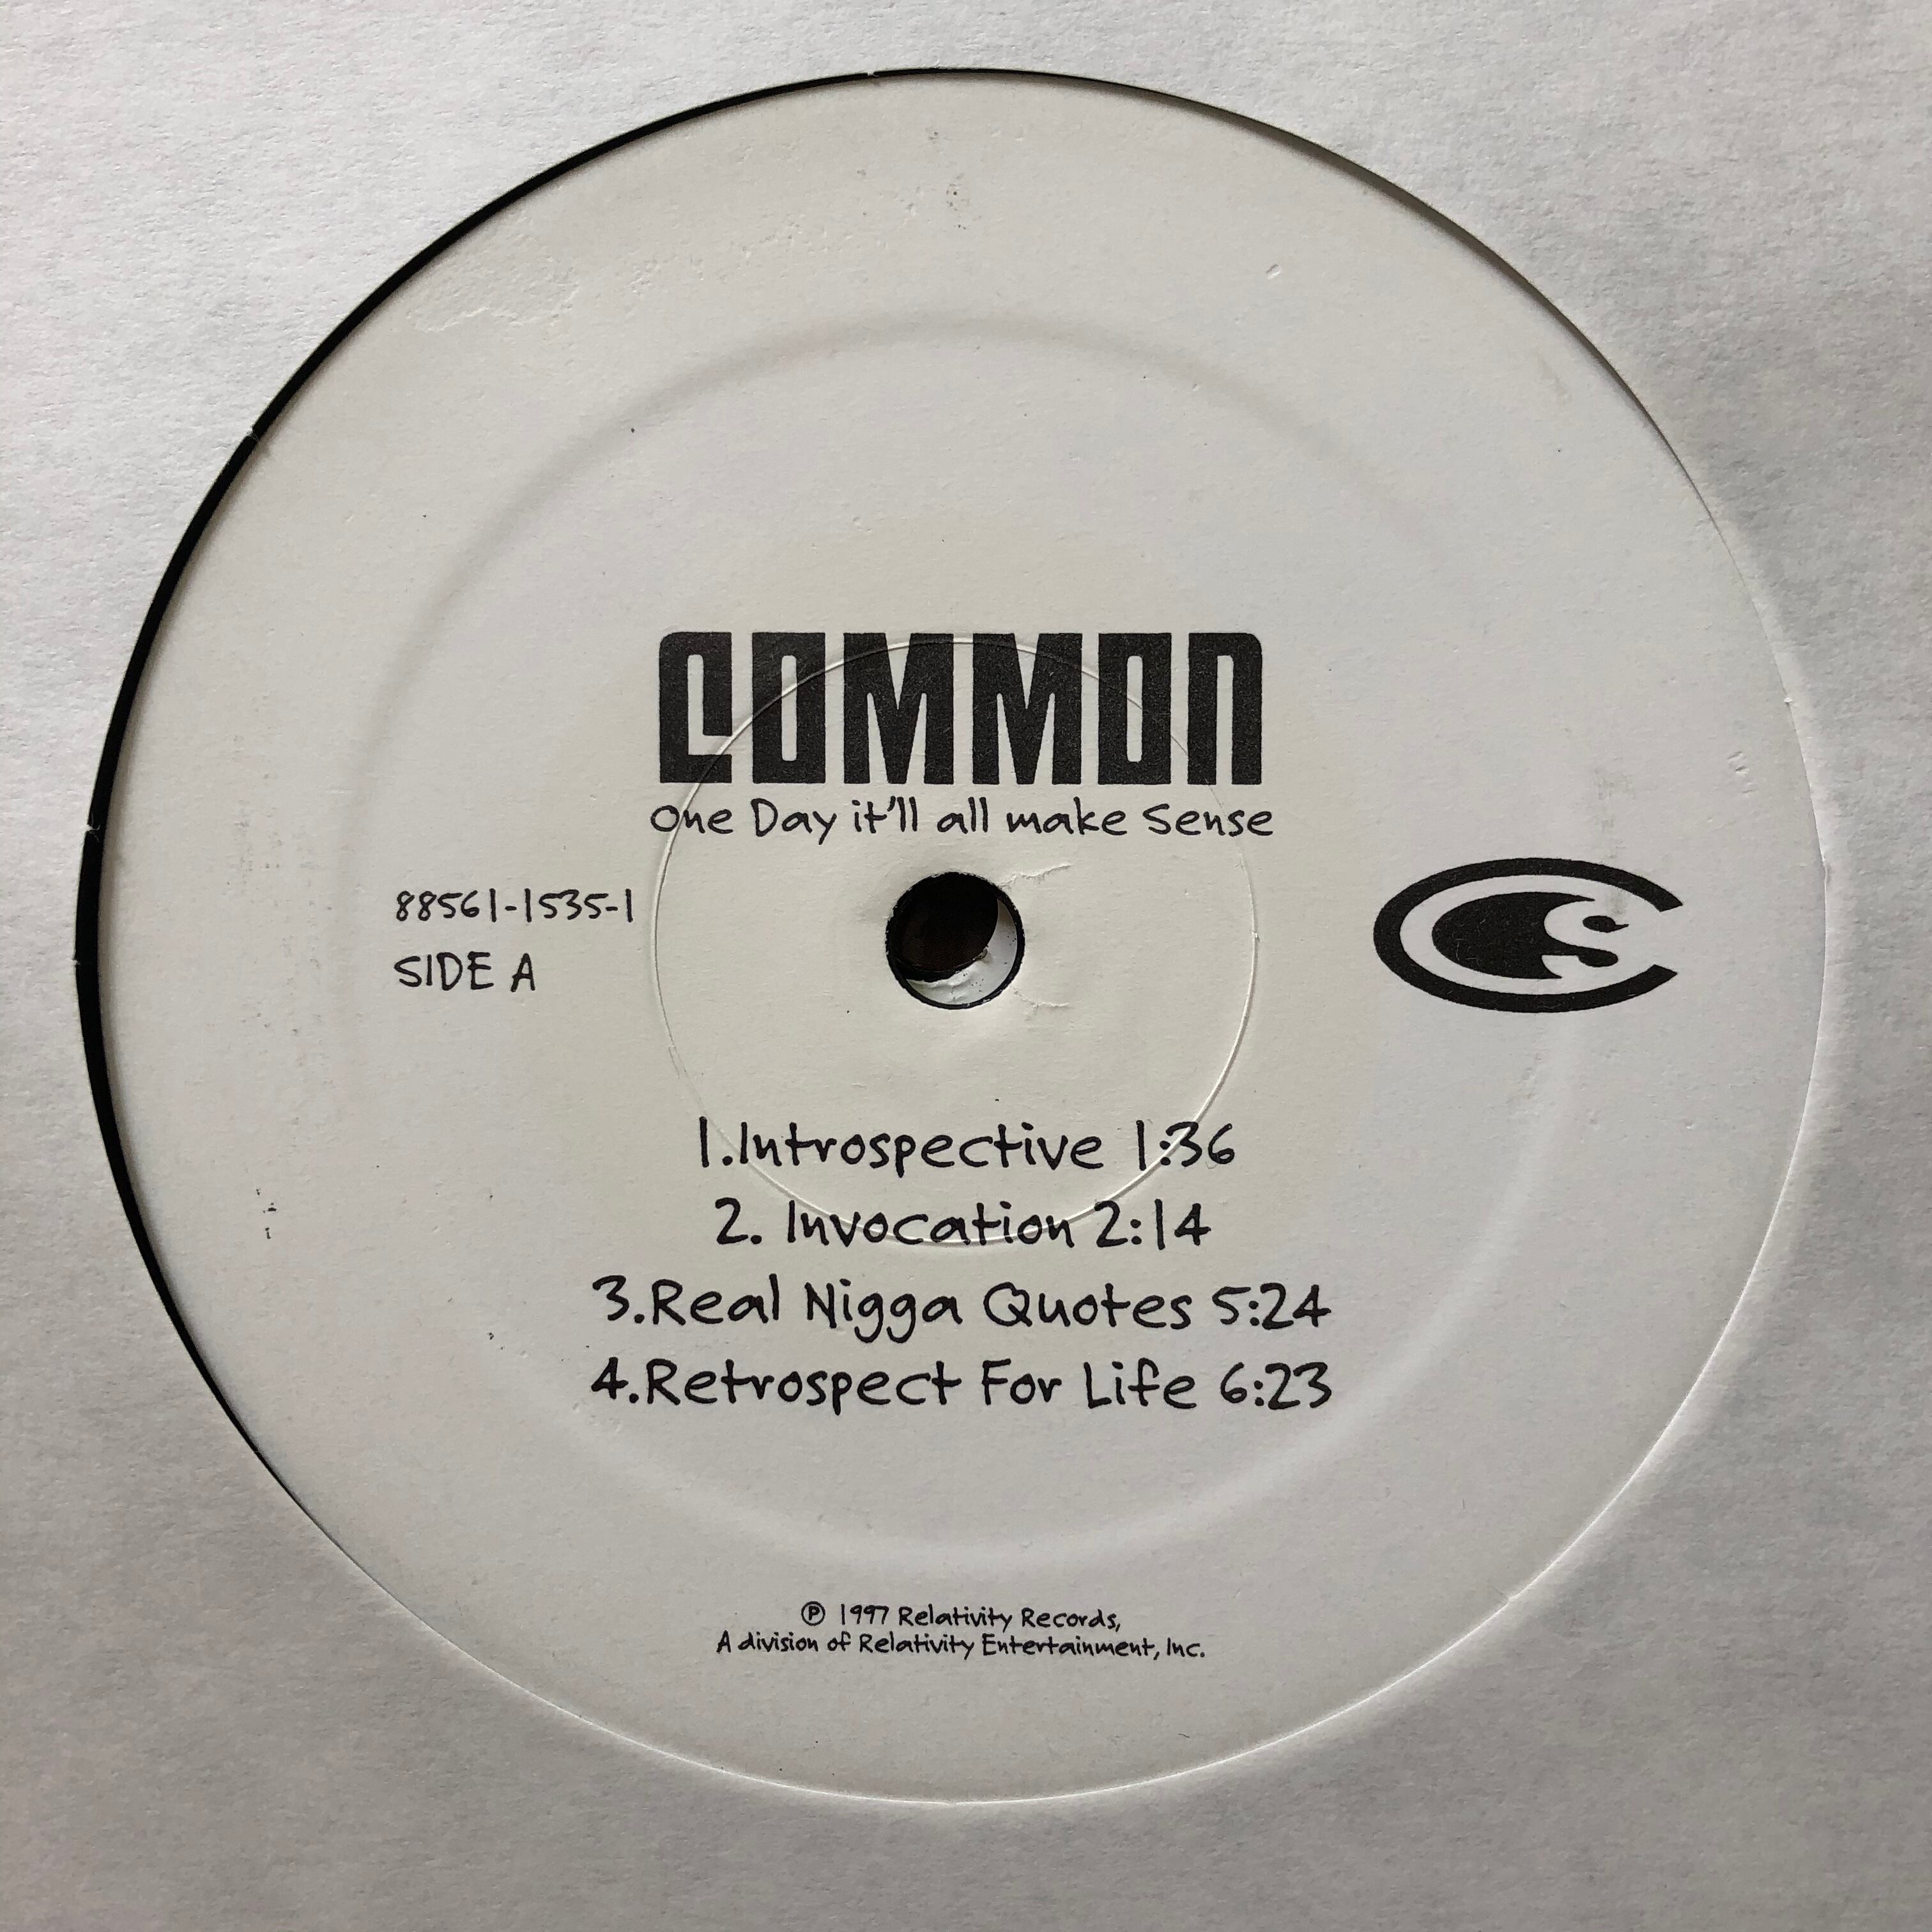 COMMON
One Day it'll all make Sense
88561-1535-1
SIDE A
CS
1.Introspective 1:36
2. Invocation 2:14
3.Real Nigga Quotes 5:24
4.Retrospect For Life 6:23
℗ 1997 Relativity Records,
A division of Relativity Entertainment, Inc.